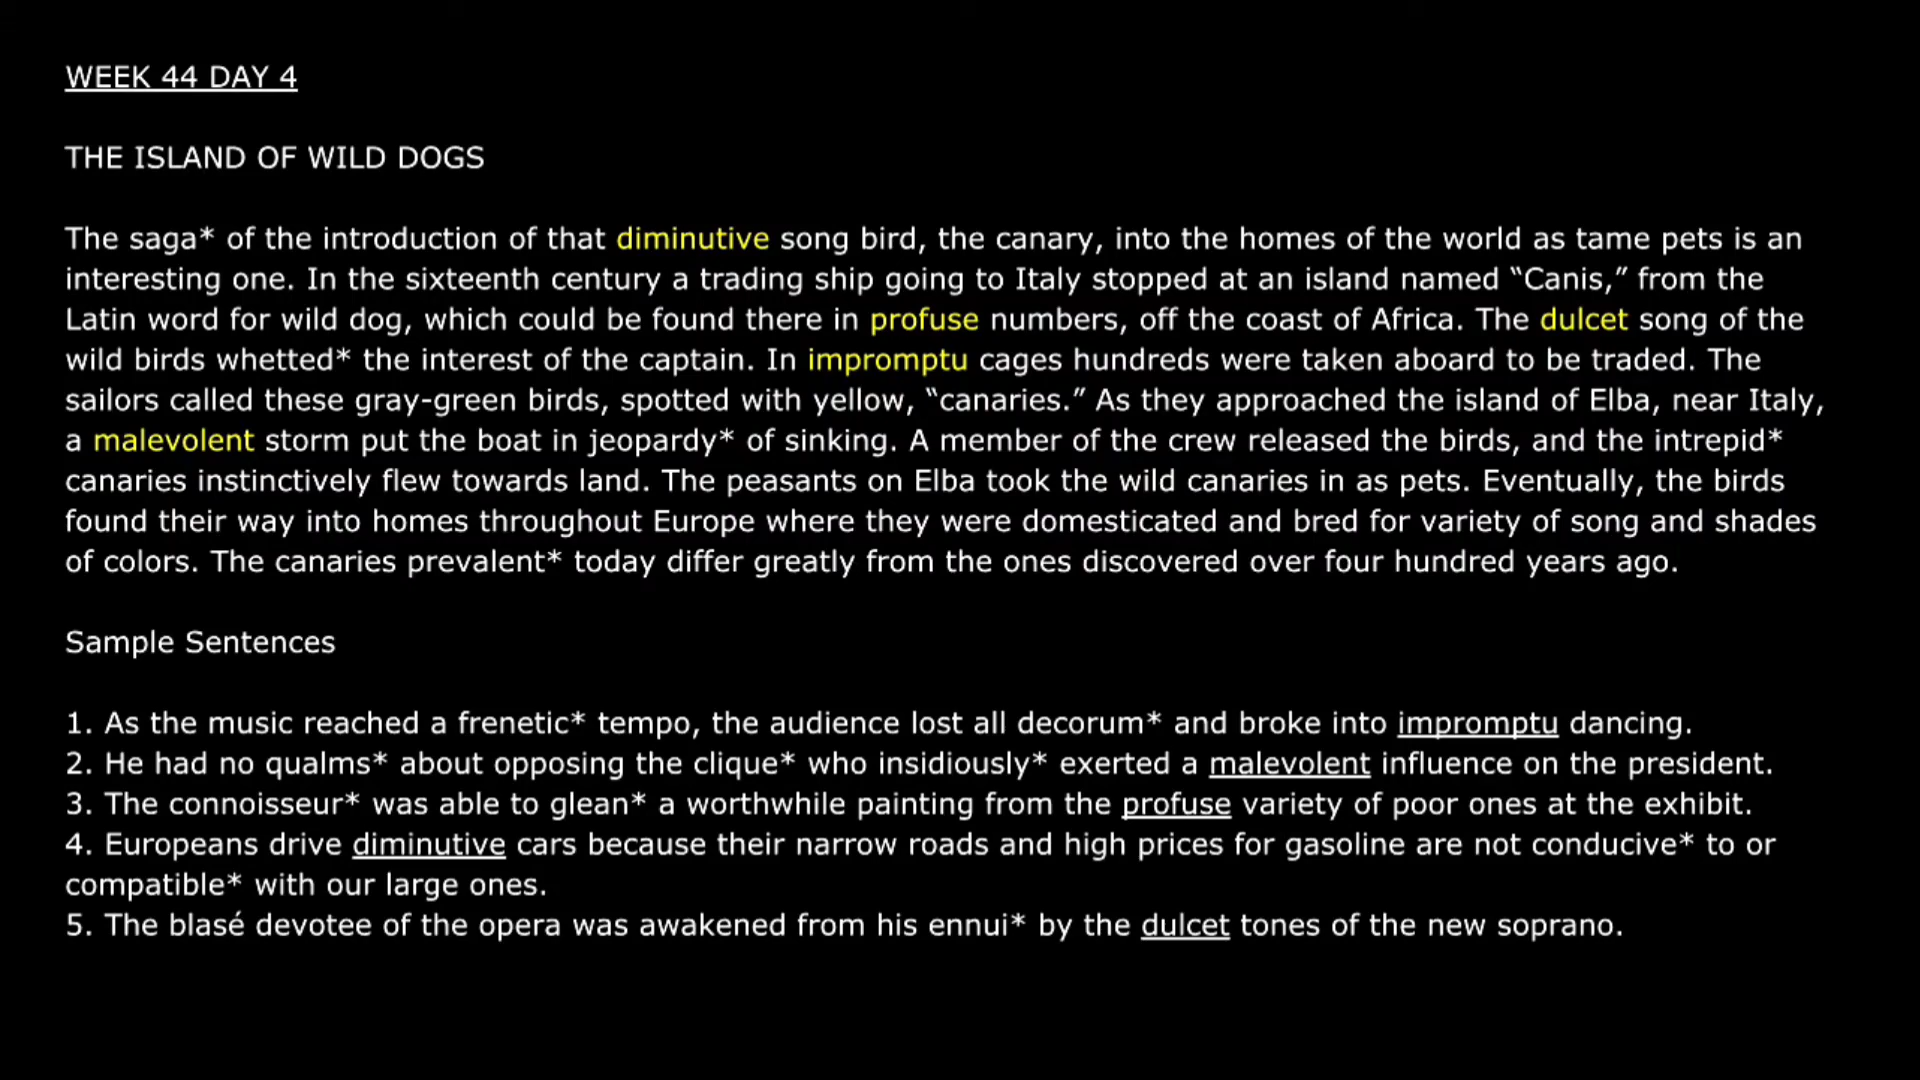 WEEK 44 DAY 4
THE ISLAND OF WILD DOGS
The saga* of the introduction of that diminutive song bird, the canary, into the homes of the world as tame pets is an
interesting one. In the sixteenth century a trading ship going to Italy stopped at an island named “Canis,” from the
Latin word for wild dog, which could be found there in profuse numbers, off the coast of Africa. The dulcet song of the
wild birds whetted* the interest of the captain. In impromptu cages hundreds were taken aboard to be traded. The
sailors called these gray-green birds, spotted with yellow, “canaries.” As they approached the island of Elba, near Italy,
a malevolent storm put the boat in jeopardy* of sinking. A member of the crew released the birds, and the intrepid*
canaries instinctively flew towards land. The peasants on Elba took the wild canaries in as pets. Eventually, the birds
found their way into homes throughout Europe where they were domesticated and bred for variety of song and shades
of colors. The canaries prevalent* today differ greatly from the ones discovered over four hundred years ago.
Sample Sentences
1. As the music reached a frenetic* tempo, the audience lost all decorum* and broke into impromptu dancing.
2. He had no qualms* about opposing the clique* who insidiously* exerted a malevolent influence on the president.
3. The connoisseur* was able to glean* a worthwhile painting from the profuse variety of poor ones at the exhibit.
4. Europeans drive diminutive cars because their narrow roads and high prices for gasoline are not conducive* to or
compatible* with our large ones.
5. The blasé devotee of the opera was awakened from his ennui* by the dulcet tones of the new soprano.